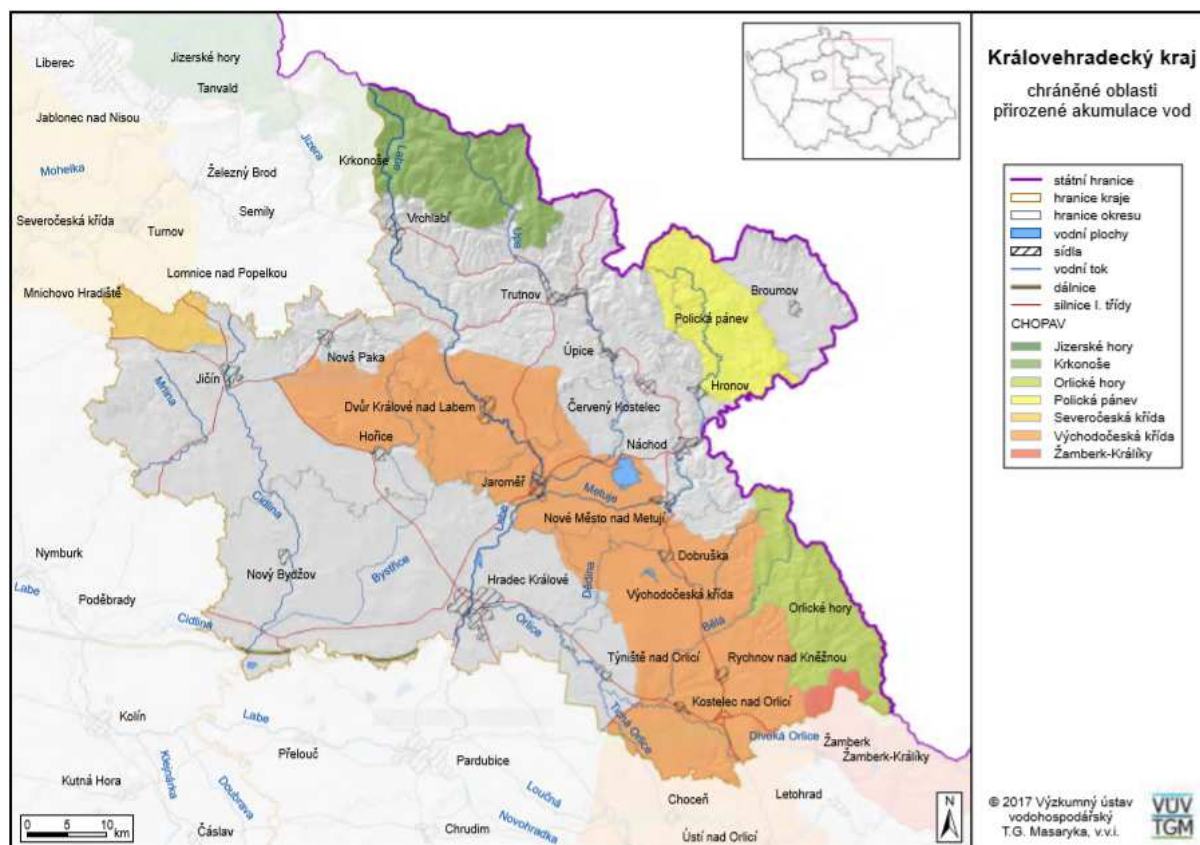 Královehradecký kraj
chráněné oblasti
přirozené akumulace vod
státní hranice
hranice kraje
hranice okresu
vodní plochy
sídla
vodní tok
dálnice
silnice I. třídy
CHOPAV
Jizerské hory
Krkonoše
Orlické hory
Polická pánev
Severočeská křída
Východočeská křída
Žamberk-Králíky
© 2017 Výzkumný ústav
vodohospodářský
T.G. Masaryka, v.v.i.
VÚV
TGM
Liberec
Jizerské hory
Tanvald
Jablonec nad Nisou
Jizera
Labe
Krkonoše
Mohelka
Železný Brod
Semily
Severočeská křída
Turnov
Vrchlabí
Úpa
Lomnice nad Popelkou
Mnichovo Hradiště
Trutnov
Broumov
Polická pánev
Nová Paka
Úpice
Jičín
Mrlina
Hronov
Dvůr Králové nad Labem
Červený Kostelec
Hořice
Náchod
Jaroměř
Metuje
Cidlina
Labe
Nové Město nad Metují
Nymburk
Nový Bydžov
Bystřice
Dobruška
Dědina
Hradec Králové
Labe
Poděbrady
Východočeská křída
Orlické hory
Cidlina
Orlice
Bělá
Týniště nad Orlicí
Rychnov nad Kněžnou
Kostelec nad Orlicí
Kolín
Labe
Tichá Orlice
Divoká Orlice
Žamberk
Přelouč
Žamberk-Králíky
Pardubice
Kutná Hora
Klejnárka
Doubrava
Loučná
Choceň
Letohrad
N
0 5 10
km
Čáslav
Chrudim
Novohradka
Ústí nad Orlicí